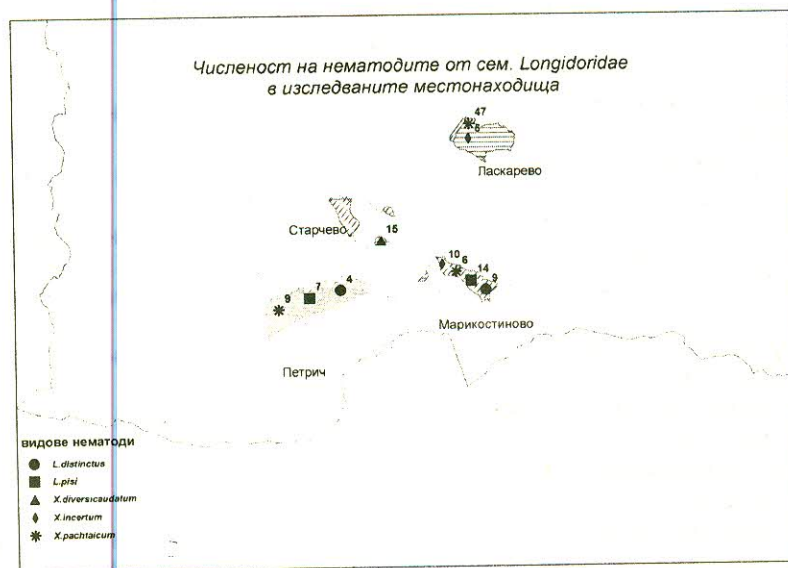 Численост на нематодите от сем. Longidoridae
в изследваните местонаходища
47
5
Ласкарево
Старчево
15
10
6
14
9
Марикостиново
9
7
4
Петрич
видове нематоди
L.distinctus
L.pisi
X.diversicaudatum
X.incertum
X.pachtaicum